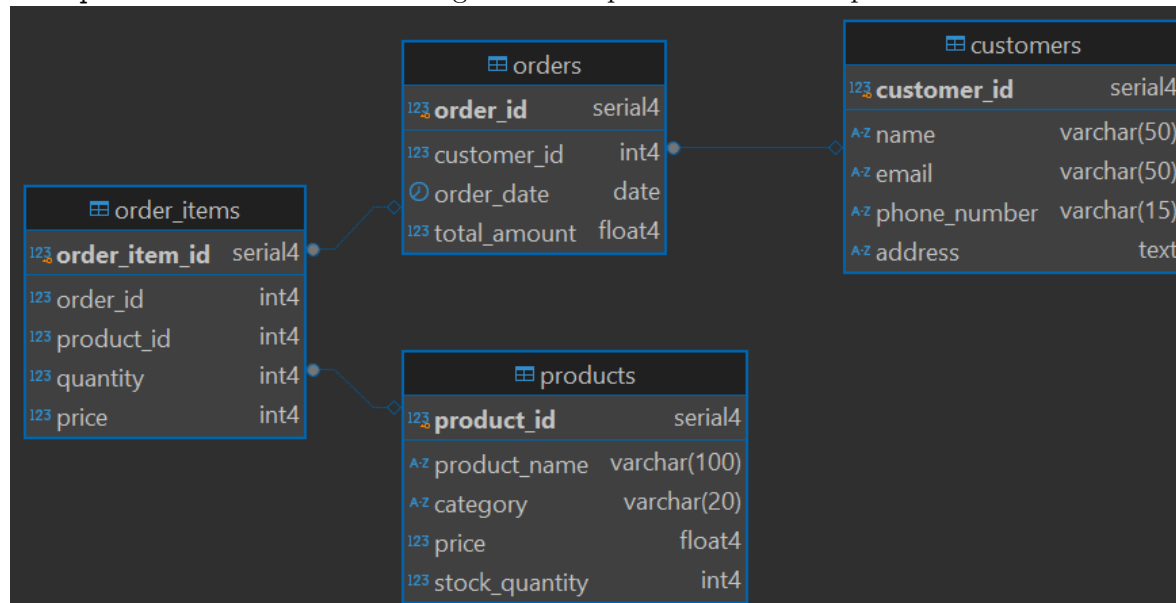 orders
order_id serial4
customer_id int4
order_date date
total_amount float4
customers
customer_id serial4
name varchar(50)
email varchar(50)
phone_number varchar(15)
address text
order_items
order_item_id serial4
order_id int4
product_id int4
quantity int4
price int4
products
product_id serial4
product_name varchar(100)
category varchar(20)
price float4
stock_quantity int4